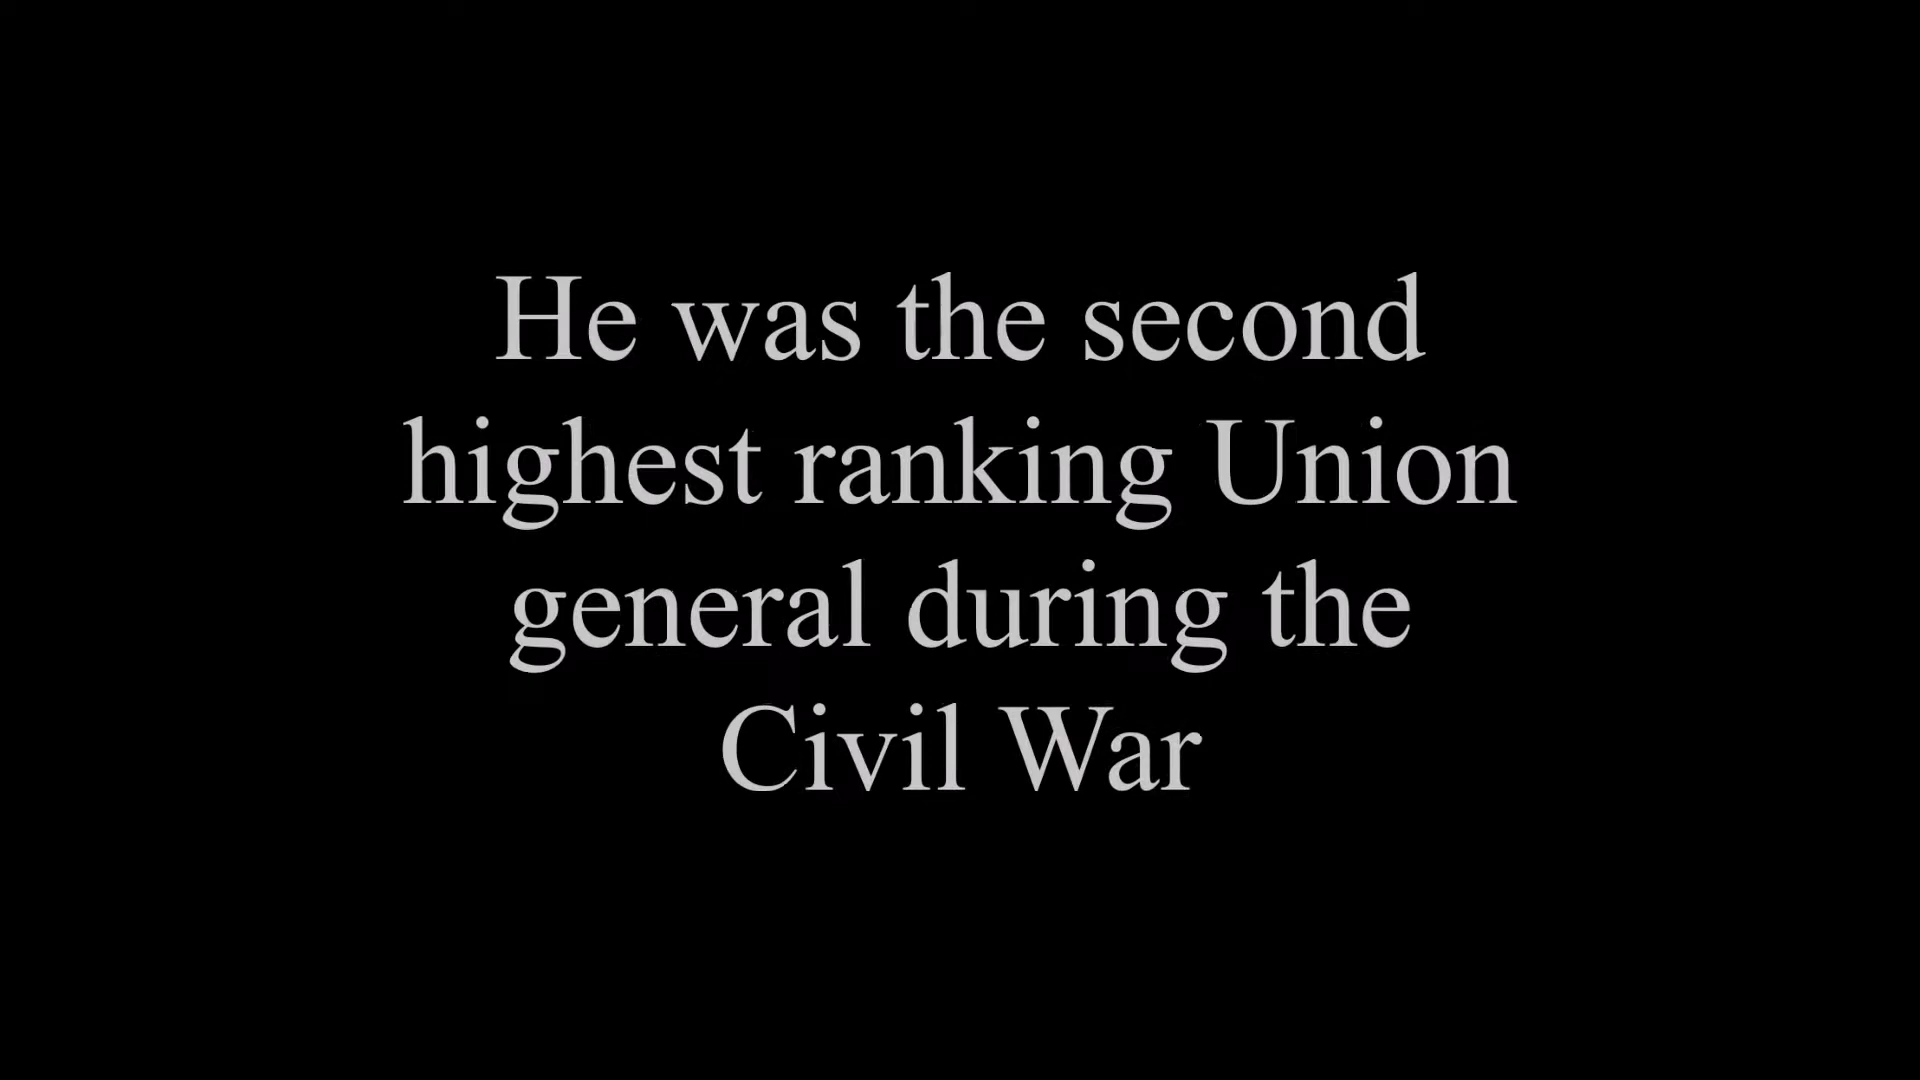 He was the second
highest ranking Union
general during the
Civil War